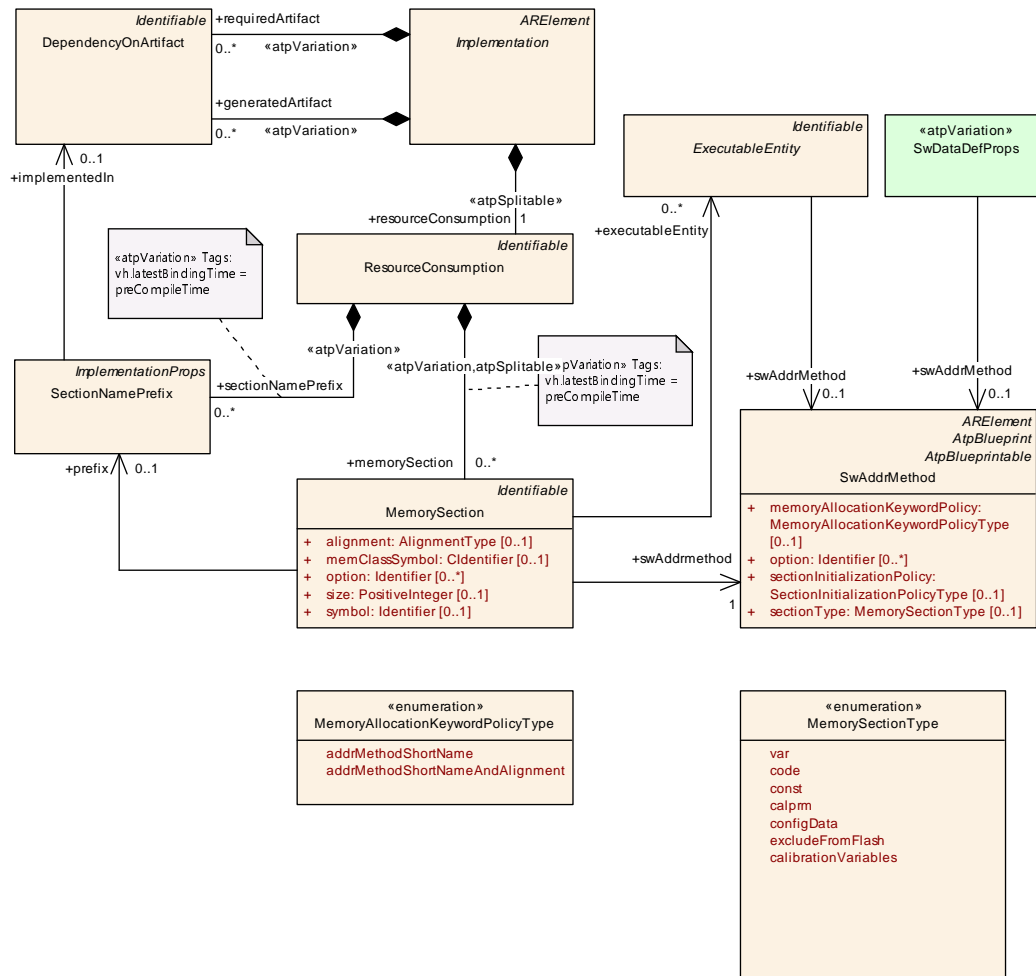 Identifiable
DependencyOnArtifact
+requiredArtifact
0..*
«atpVariation»
+generatedArtifact
0..*
«atpVariation»
ARElement
Implementation
Identifiable
ExecutableEntity
«atpVariation»
SwDataDefProps
0..1
+implementedIn
«atpSplitable»
+resourceConsumption
1
0..*
+executableEntity
«atpVariation» Tags:
vh.latestBindingTime =
preCompileTime
Identifiable
ResourceConsumption
«atpVariation»
«atpVariation,atpSplitable»
pVariation» Tags:
vh.latestBindingTime =
preCompileTime
ImplementationProps
SectionNamePrefix
+sectionNamePrefix
0..*
+swAddrMethod
0..1
+swAddrMethod
0..1
+prefix
0..1
+memorySection
0..*
ARElement
AtpBlueprint
AtpBlueprintable
SwAddrMethod
+ memoryAllocationKeywordPolicy:
MemoryAllocationKeywordPolicyType
[0..1]
+ option: Identifier [0..*]
+ sectionInitializationPolicy:
SectionInitializationPolicyType [0..1]
+ sectionType: MemorySectionType [0..1]
Identifiable
MemorySection
+ alignment: AlignmentType [0..1]
+ memClassSymbol: CIdentifier [0..1]
+ option: Identifier [0..*]
+ size: PositiveInteger [0..1]
+ symbol: Identifier [0..1]
+swAddrmethod
1
«enumeration»
MemoryAllocationKeywordPolicyType
addrMethodShortName
addrMethodShortNameAndAlignment
«enumeration»
MemorySectionType
var
code
const
calprm
configData
excludeFromFlash
calibrationVariables